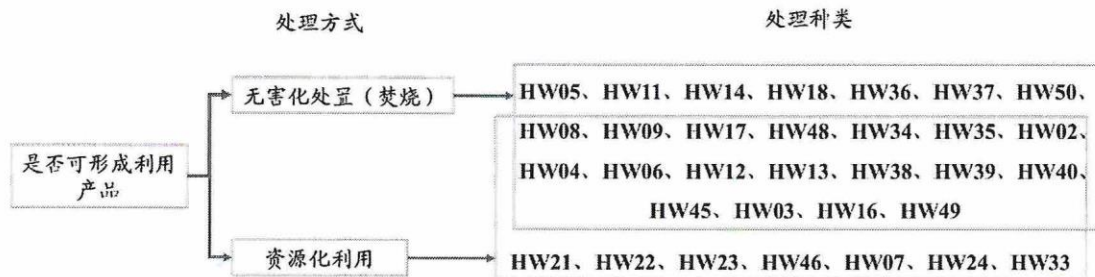 处理方式
处理种类
无害化处置（焚烧）
HW05、HW11、HW14、HW18、HW36、HW37、HW50、
HW08、HW09、HW17、HW48、HW34、HW35、HW02、
是否可形成利用
产品
HW04、HW06、HW12、HW13、HW38、HW39、HW40、
HW45、HW03、HW16、HW49
资源化利用
HW21、HW22、HW23、HW46、HW07、HW24、HW33